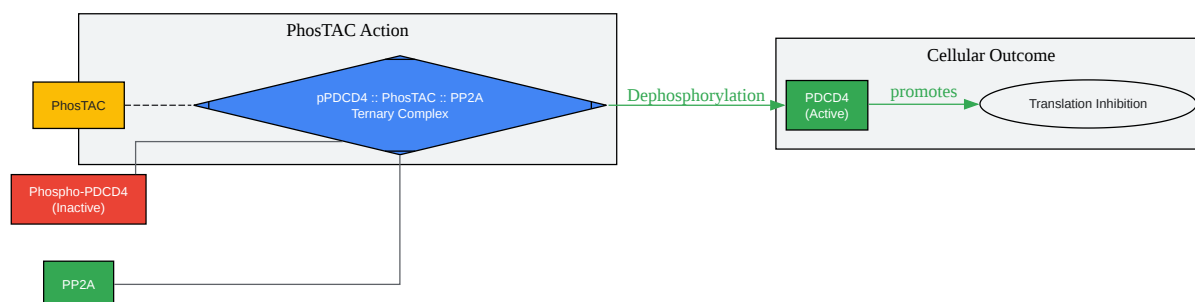 PhosTAC Action
Cellular Outcome
PhosTAC
pPDCD4 :: PhosTAC :: PP2A
Ternary Complex
Dephosphorylation
PDCD4
(Active)
promotes
Translation Inhibition
Phospho-PDCD4
(Inactive)
PP2A